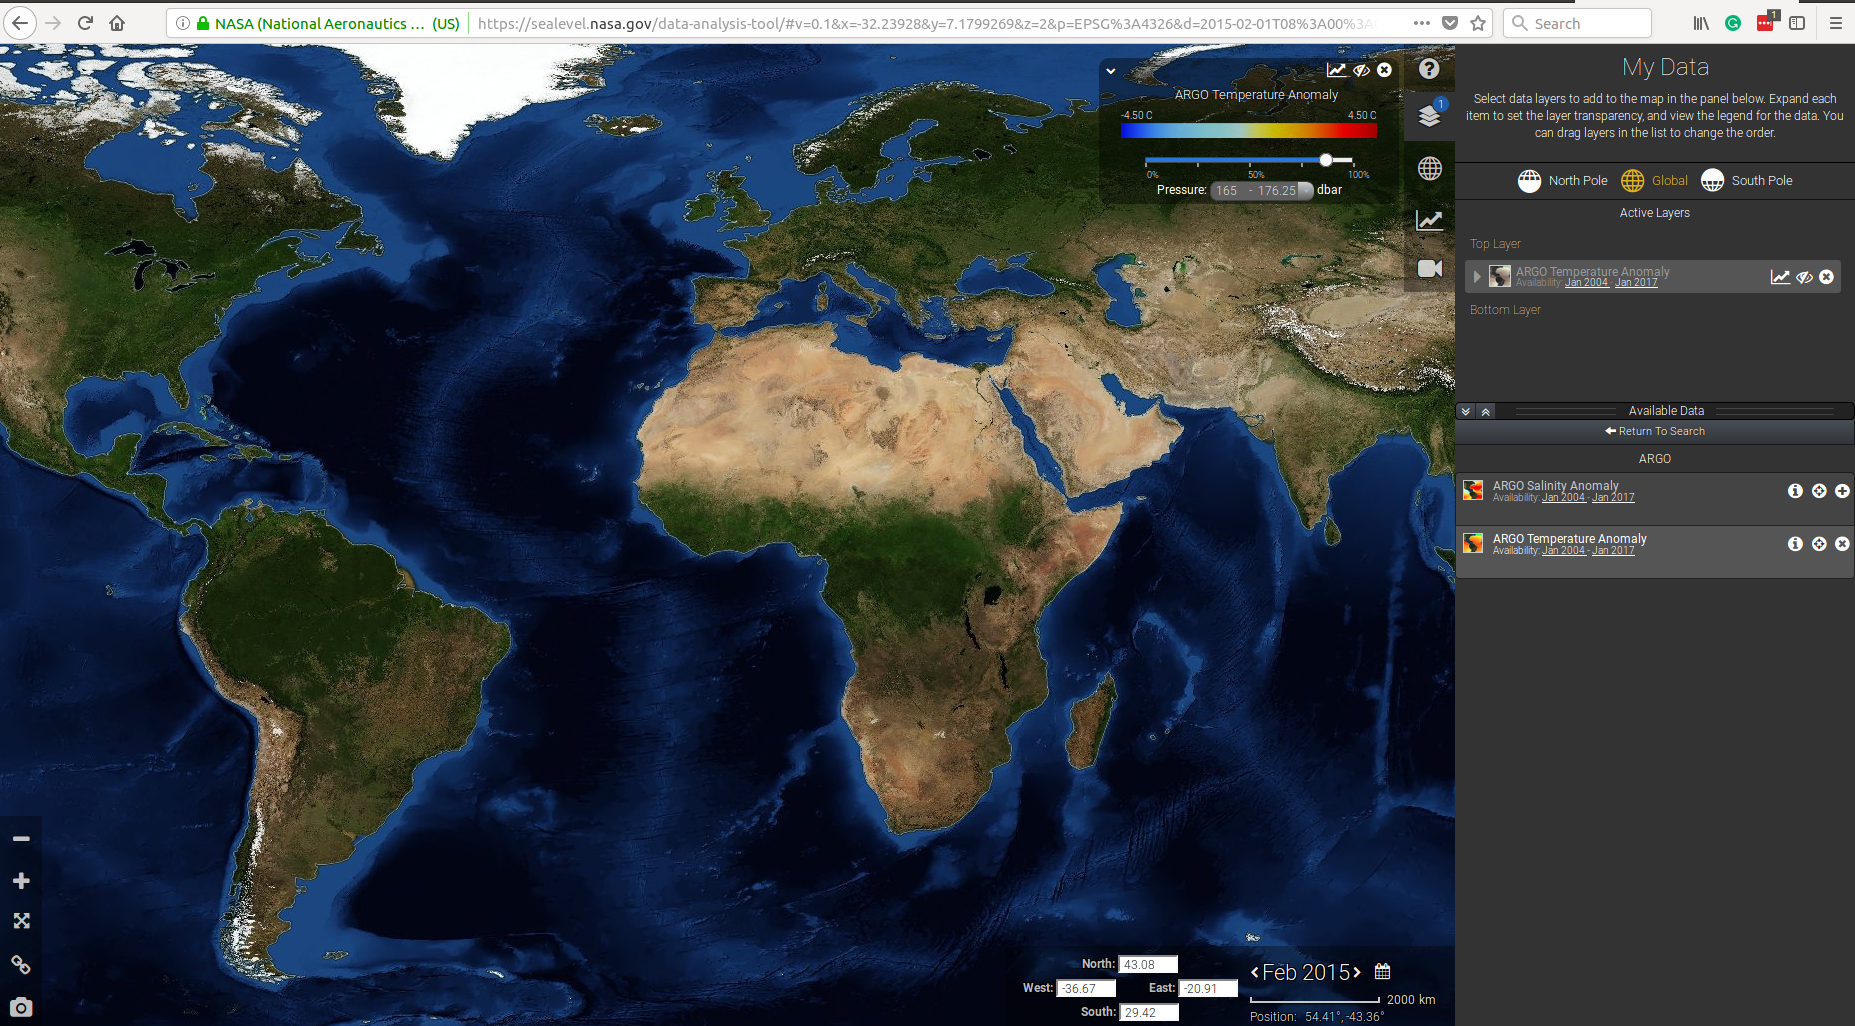 NASA (National Aeronautics ... (US) https://sealevel.nasa.gov/data-analysis-tool/#v=0.1&x=-32.23928&y=7.1799269&z=2&p=EPSG%3A4326&d=2015-02-01T08%3A00%3A
Search
1
ARGO Temperature Anomaly
-4.50 C 4.50 C
0% 50% 100%
Pressure: 165 - 176.25 dbar
?
1
My Data
Select data layers to add to the map in the panel below. Expand each
item to set the layer transparency, and view the legend for the data. You
can drag layers in the list to change the order.
North Pole Global South Pole
Active Layers
Top Layer
ARGO Temperature Anomaly
Availability: Jan 2004 - Jan 2017
Bottom Layer
Available Data
Return To Search
ARGO
ARGO Salinity Anomaly
Availability: Jan 2004 - Jan 2017
ARGO Temperature Anomaly
Availability: Jan 2004 - Jan 2017
North: 43.08
West: -36.67 East: -20.91
South: 29.42
Feb 2015
2000 km
Position: 54.41°, -43.36°